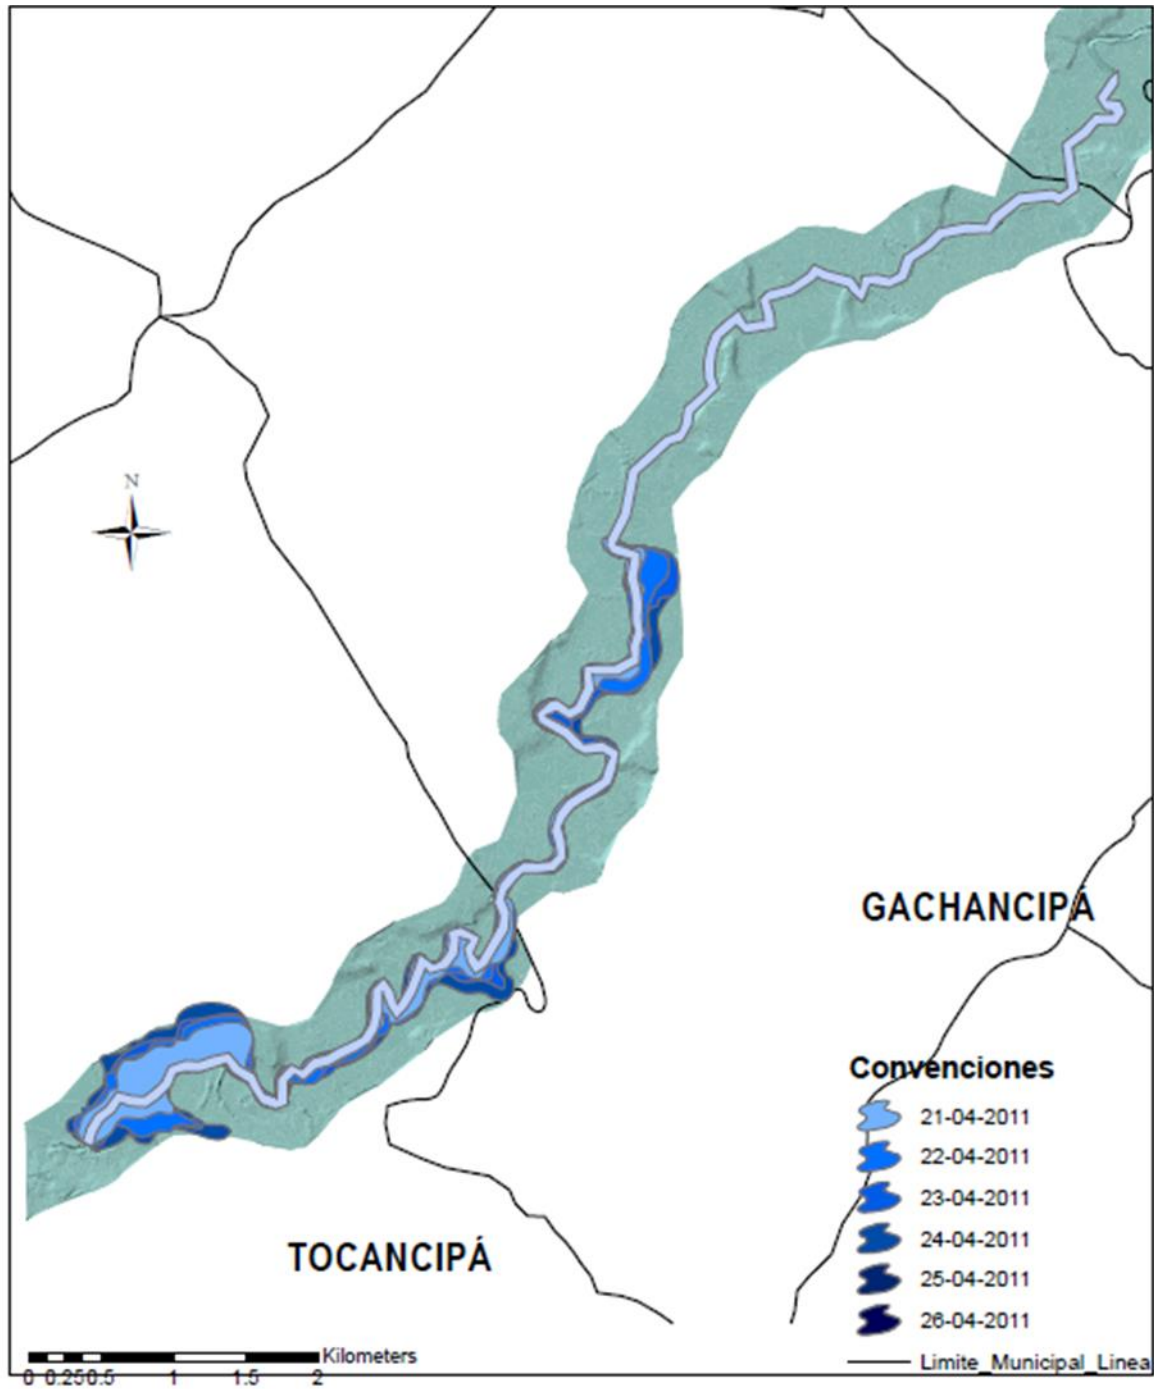 N
GACHANCIPÁ
Convenciones
21-04-2011
22-04-2011
23-04-2011
24-04-2011
25-04-2011
26-04-2011
Limite_Municipal_Linea
TOCANCIPÁ
Kilometers
0 0.250.5 1 1.5 2